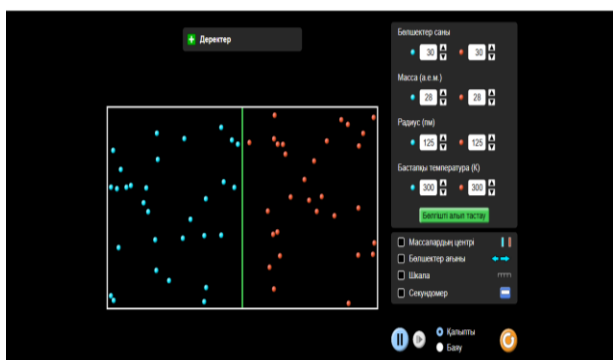 Деректер
Бөлшектер саны
30 30
Масса (а.е.м.)
28 28
Радиус (пм)
125 125
Бастапқы температура (К)
300 300
Бөлгішті алып тастау
Массалардың центрі
Бөлшектер ағыны
Шкала
Секундомер
Қалыпты
Баяу